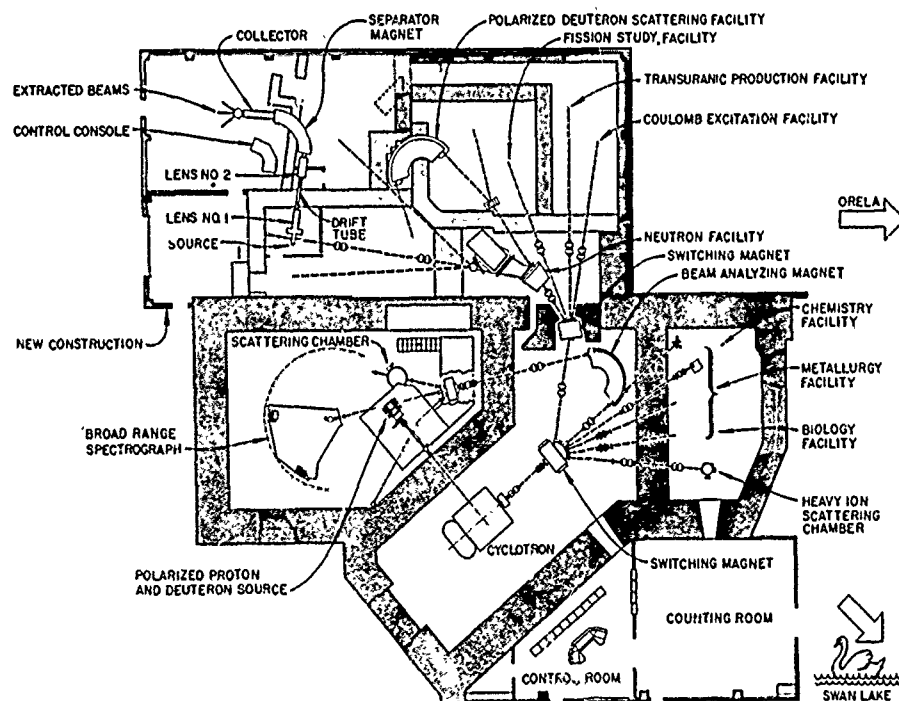 COLLECTOR
SEPARATOR
MAGNET
POLARIZED DEUTERON SCATTERING FACILITY
FISSION STUDY, FACILITY
TRANSURANIC PRODUCTION FACILITY
EXTRACTED BEAMS
COULOMB EXCITATION FACILITY
CONTROL CONSOLE
LENS NO. 2
LENS NO. 1
DRIFT
TUBE
SOURCE
ORELA
NEUTRON FACILITY
SWITCHING MAGNET
BEAM ANALYZING MAGNET
NEW CONSTRUCTION
SCATTERING CHAMBER
CHEMISTRY
FACILITY
METALLURGY
FACILITY
BROAD RANGE
SPECTROGRAPH
BIOLOGY
FACILITY
HEAVY ION
SCATTERING
CHAMBER
CYCLOTRON
POLARIZED PROTON
AND DEUTERON SOURCE
SWITCHING MAGNET
COUNTING ROOM
CONTROL ROOM
SWAN LAKE